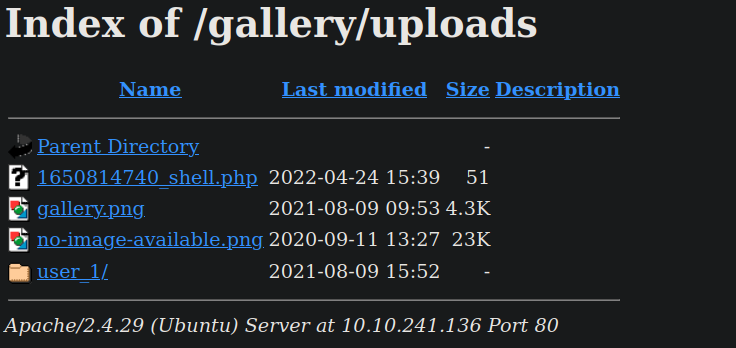 Index of /gallery/uploads
Name Last modified Size Description
Parent Directory -
1650814740_shell.php 2022-04-24 15:39 51
gallery.png 2021-08-09 09:53 4.3K
no-image-available.png 2020-09-11 13:27 23K
user_1/ 2021-08-09 15:52 -
Apache/2.4.29 (Ubuntu) Server at 10.10.241.136 Port 80